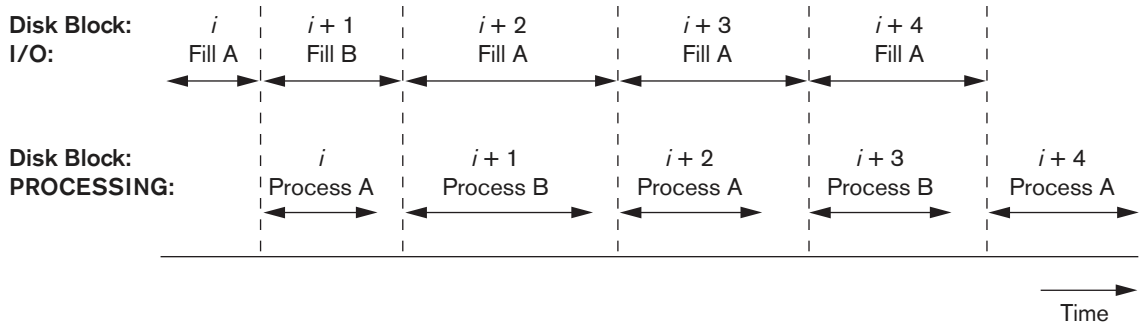 Disk Block: i i + 1 i + 2 i + 3 i + 4
I/O: Fill A Fill B Fill A Fill A Fill A
Disk Block: i i + 1 i + 2 i + 3 i + 4
PROCESSING: Process A Process B Process A Process B Process A
Time